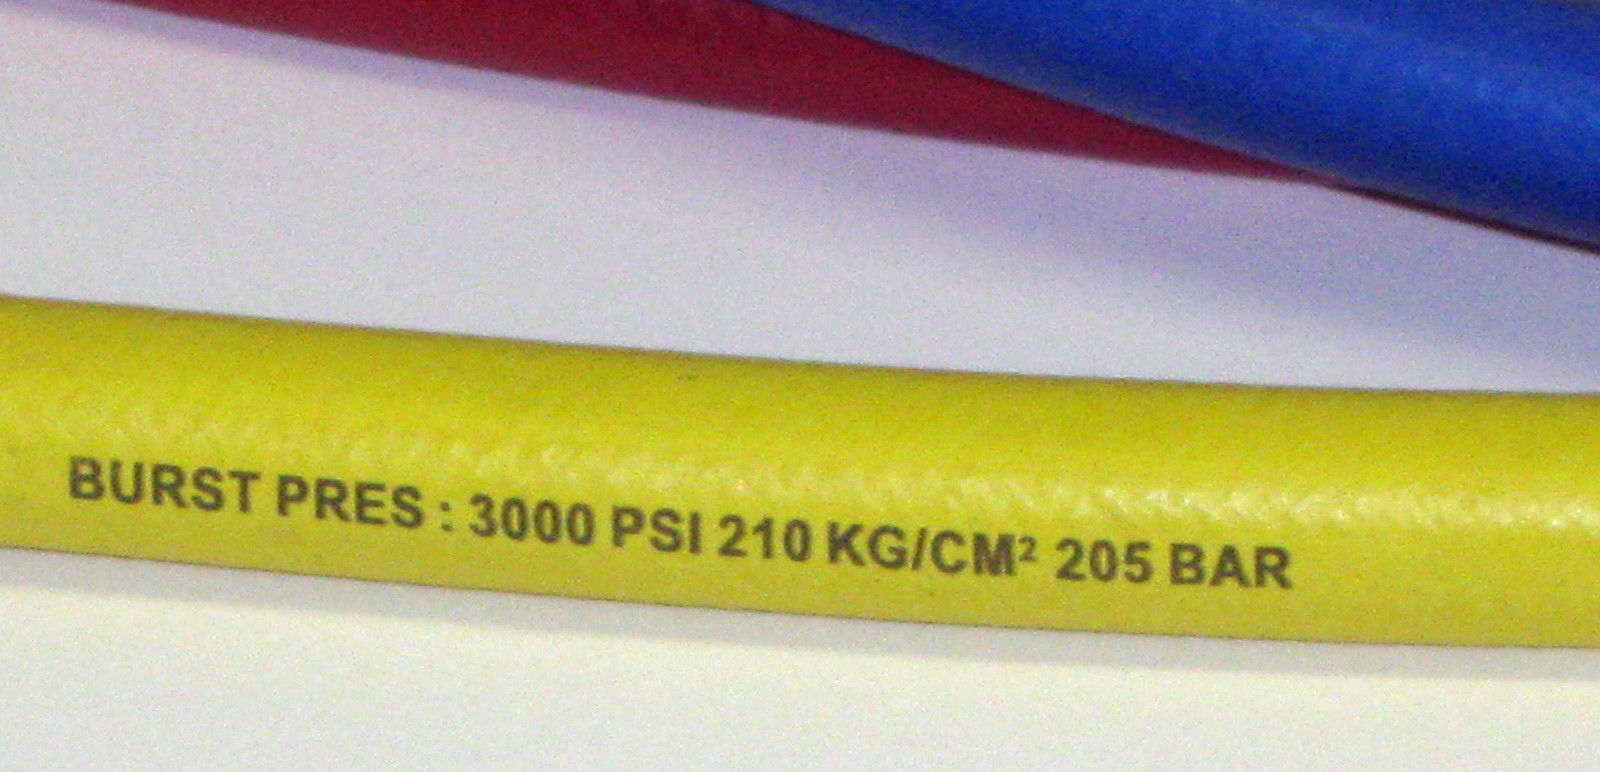 BURST PRES : 3000 PSI 210 KG/CM² 205 BAR